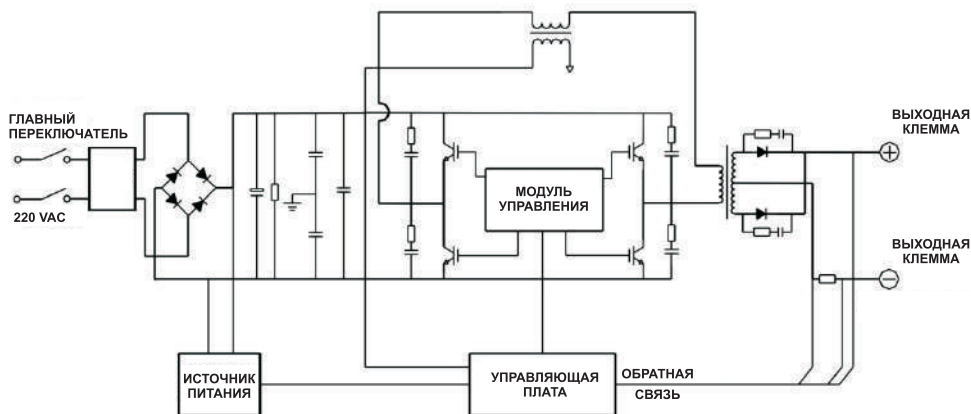 ГЛАВНЫЙ
ПЕРЕКЛЮЧАТЕЛЬ
220 VAC
МОДУЛЬ
УПРАВЛЕНИЯ
ВЫХОДНАЯ
КЛЕММА
+
ВЫХОДНАЯ
КЛЕММА
−
ИСТОЧНИК
ПИТАНИЯ
УПРАВЛЯЮЩАЯ
ПЛАТА
ОБРАТНАЯ
СВЯЗЬ